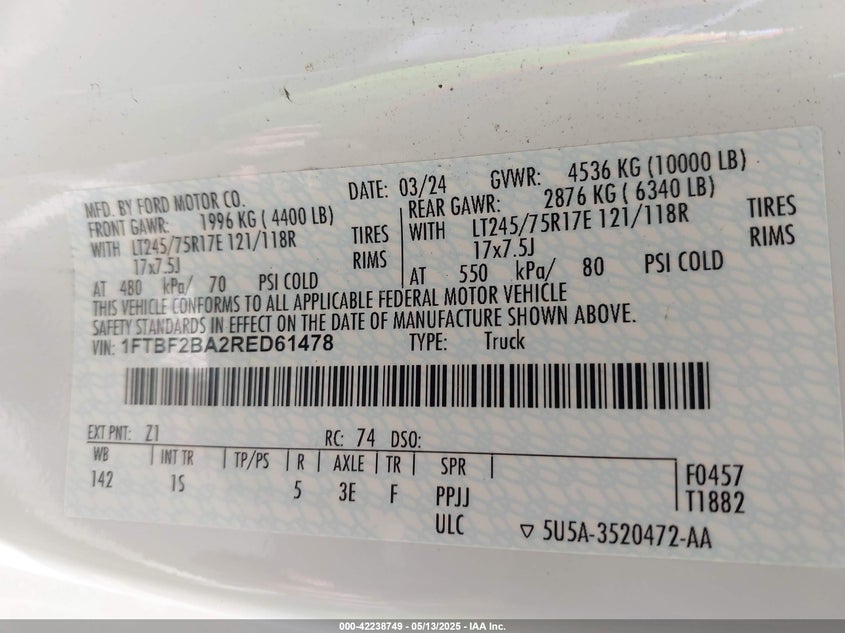 MFD. BY FORD MOTOR CO. DATE: 03/24 GVWR: 4536 KG (10000 LB)
FRONT GAWR: 1996 KG ( 4400 LB) REAR GAWR: 2876 KG ( 6340 LB)
WITH LT245/75R17E 121/118R TIRES WITH LT245/75R17E 121/118R TIRES
17x7.5J RIMS 17x7.5J RIMS
AT 480 kPa/ 70 PSI COLD AT 550 kPa/ 80 PSI COLD
THIS VEHICLE CONFORMS TO ALL APPLICABLE FEDERAL MOTOR VEHICLE
SAFETY STANDARDS IN EFFECT ON THE DATE OF MANUFACTURE SHOWN ABOVE.
VIN: 1FTBF2BA2RED61478 TYPE: Truck
EXT PNT: Z1 RC: 74 DSO:
WB INT TR TP/PS R AXLE TR SPR F0457
142 1S 5 3E F PPJJ T1882
ULC ▽ 5U5A-3520472-AA
000-42238749 - 05/13/2025 - IAA Inc.